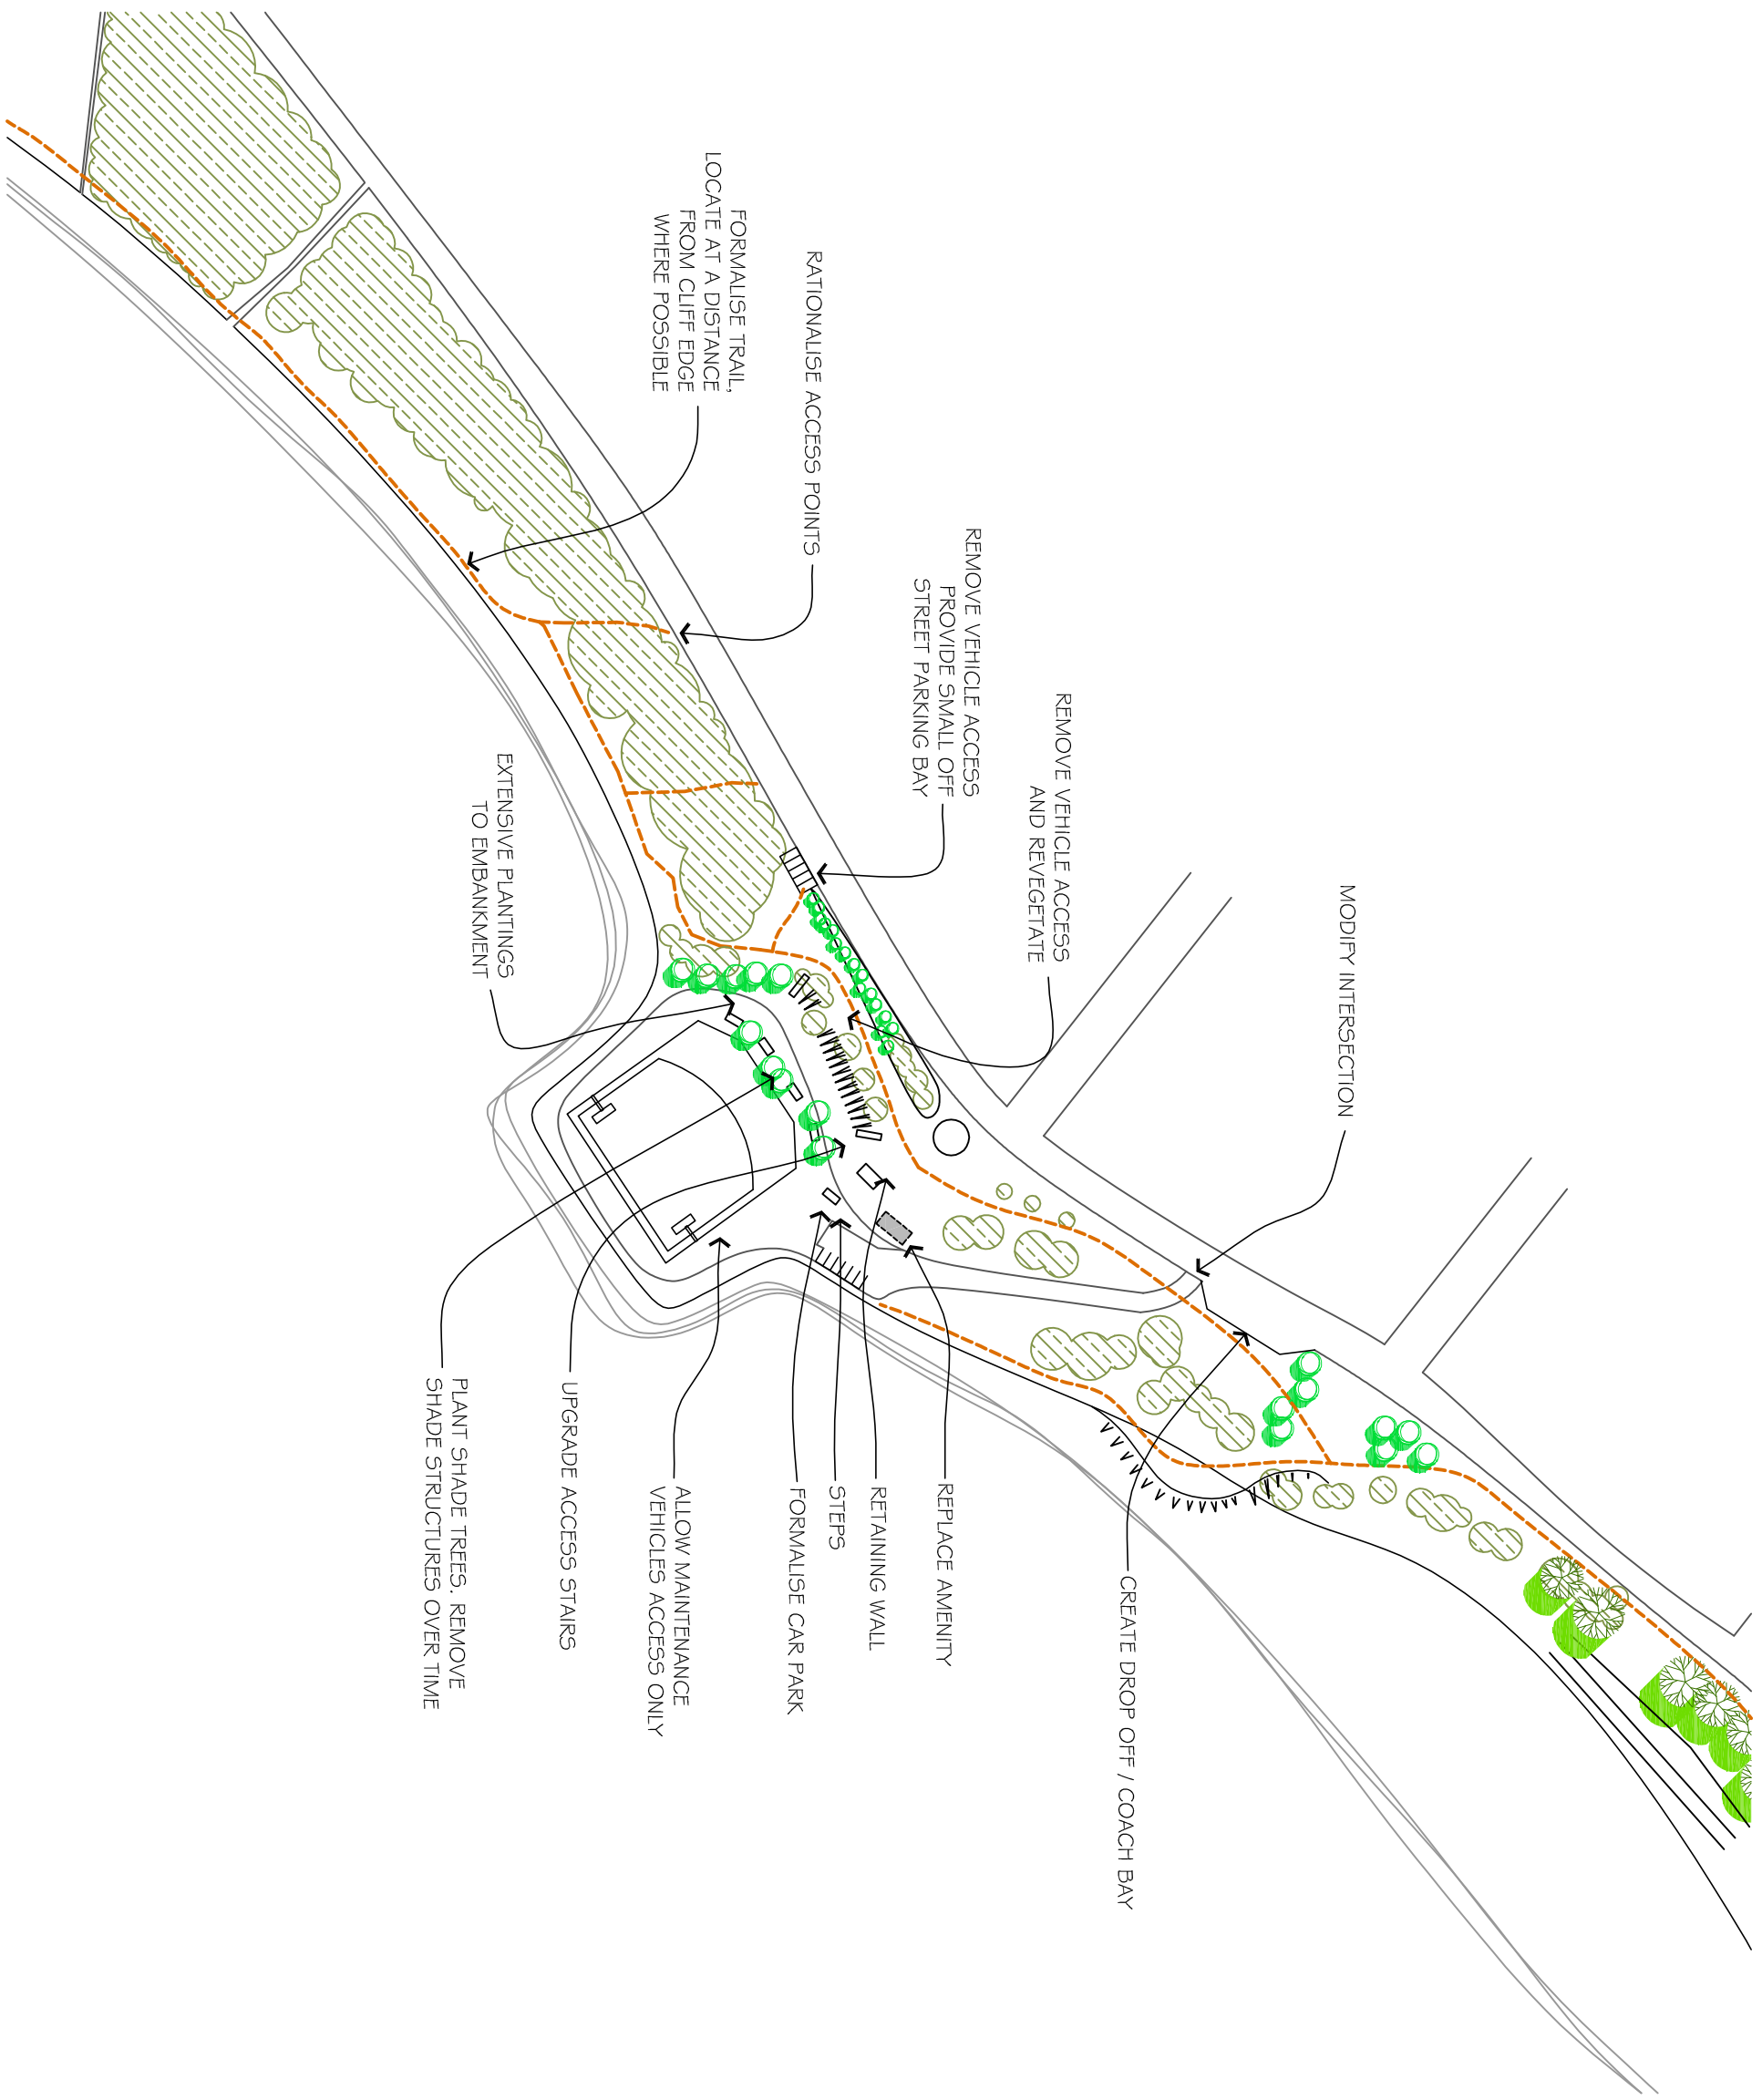 FORMALISE TRAIL,
LOCATE AT A DISTANCE
FROM CLIFF EDGE
WHERE POSSIBLE
RATIONALISE ACCESS POINTS
REMOVE VEHICLE ACCESS
PROVIDE SMALL OFF
STREET PARKING BAY
REMOVE VEHICLE ACCESS
AND REVEGETATE
MODIFY INTERSECTION
EXTENSIVE PLANTINGS
TO EMBANKMENT
PLANT SHADE TREES. REMOVE
SHADE STRUCTURES OVER TIME
UPGRADE ACCESS STAIRS
ALLOW MAINTENANCE
VEHICLES ACCESS ONLY
FORMALISE CAR PARK
STEPS
RETAINING WALL
REPLACE AMENITY
CREATE DROP OFF / COACH BAY